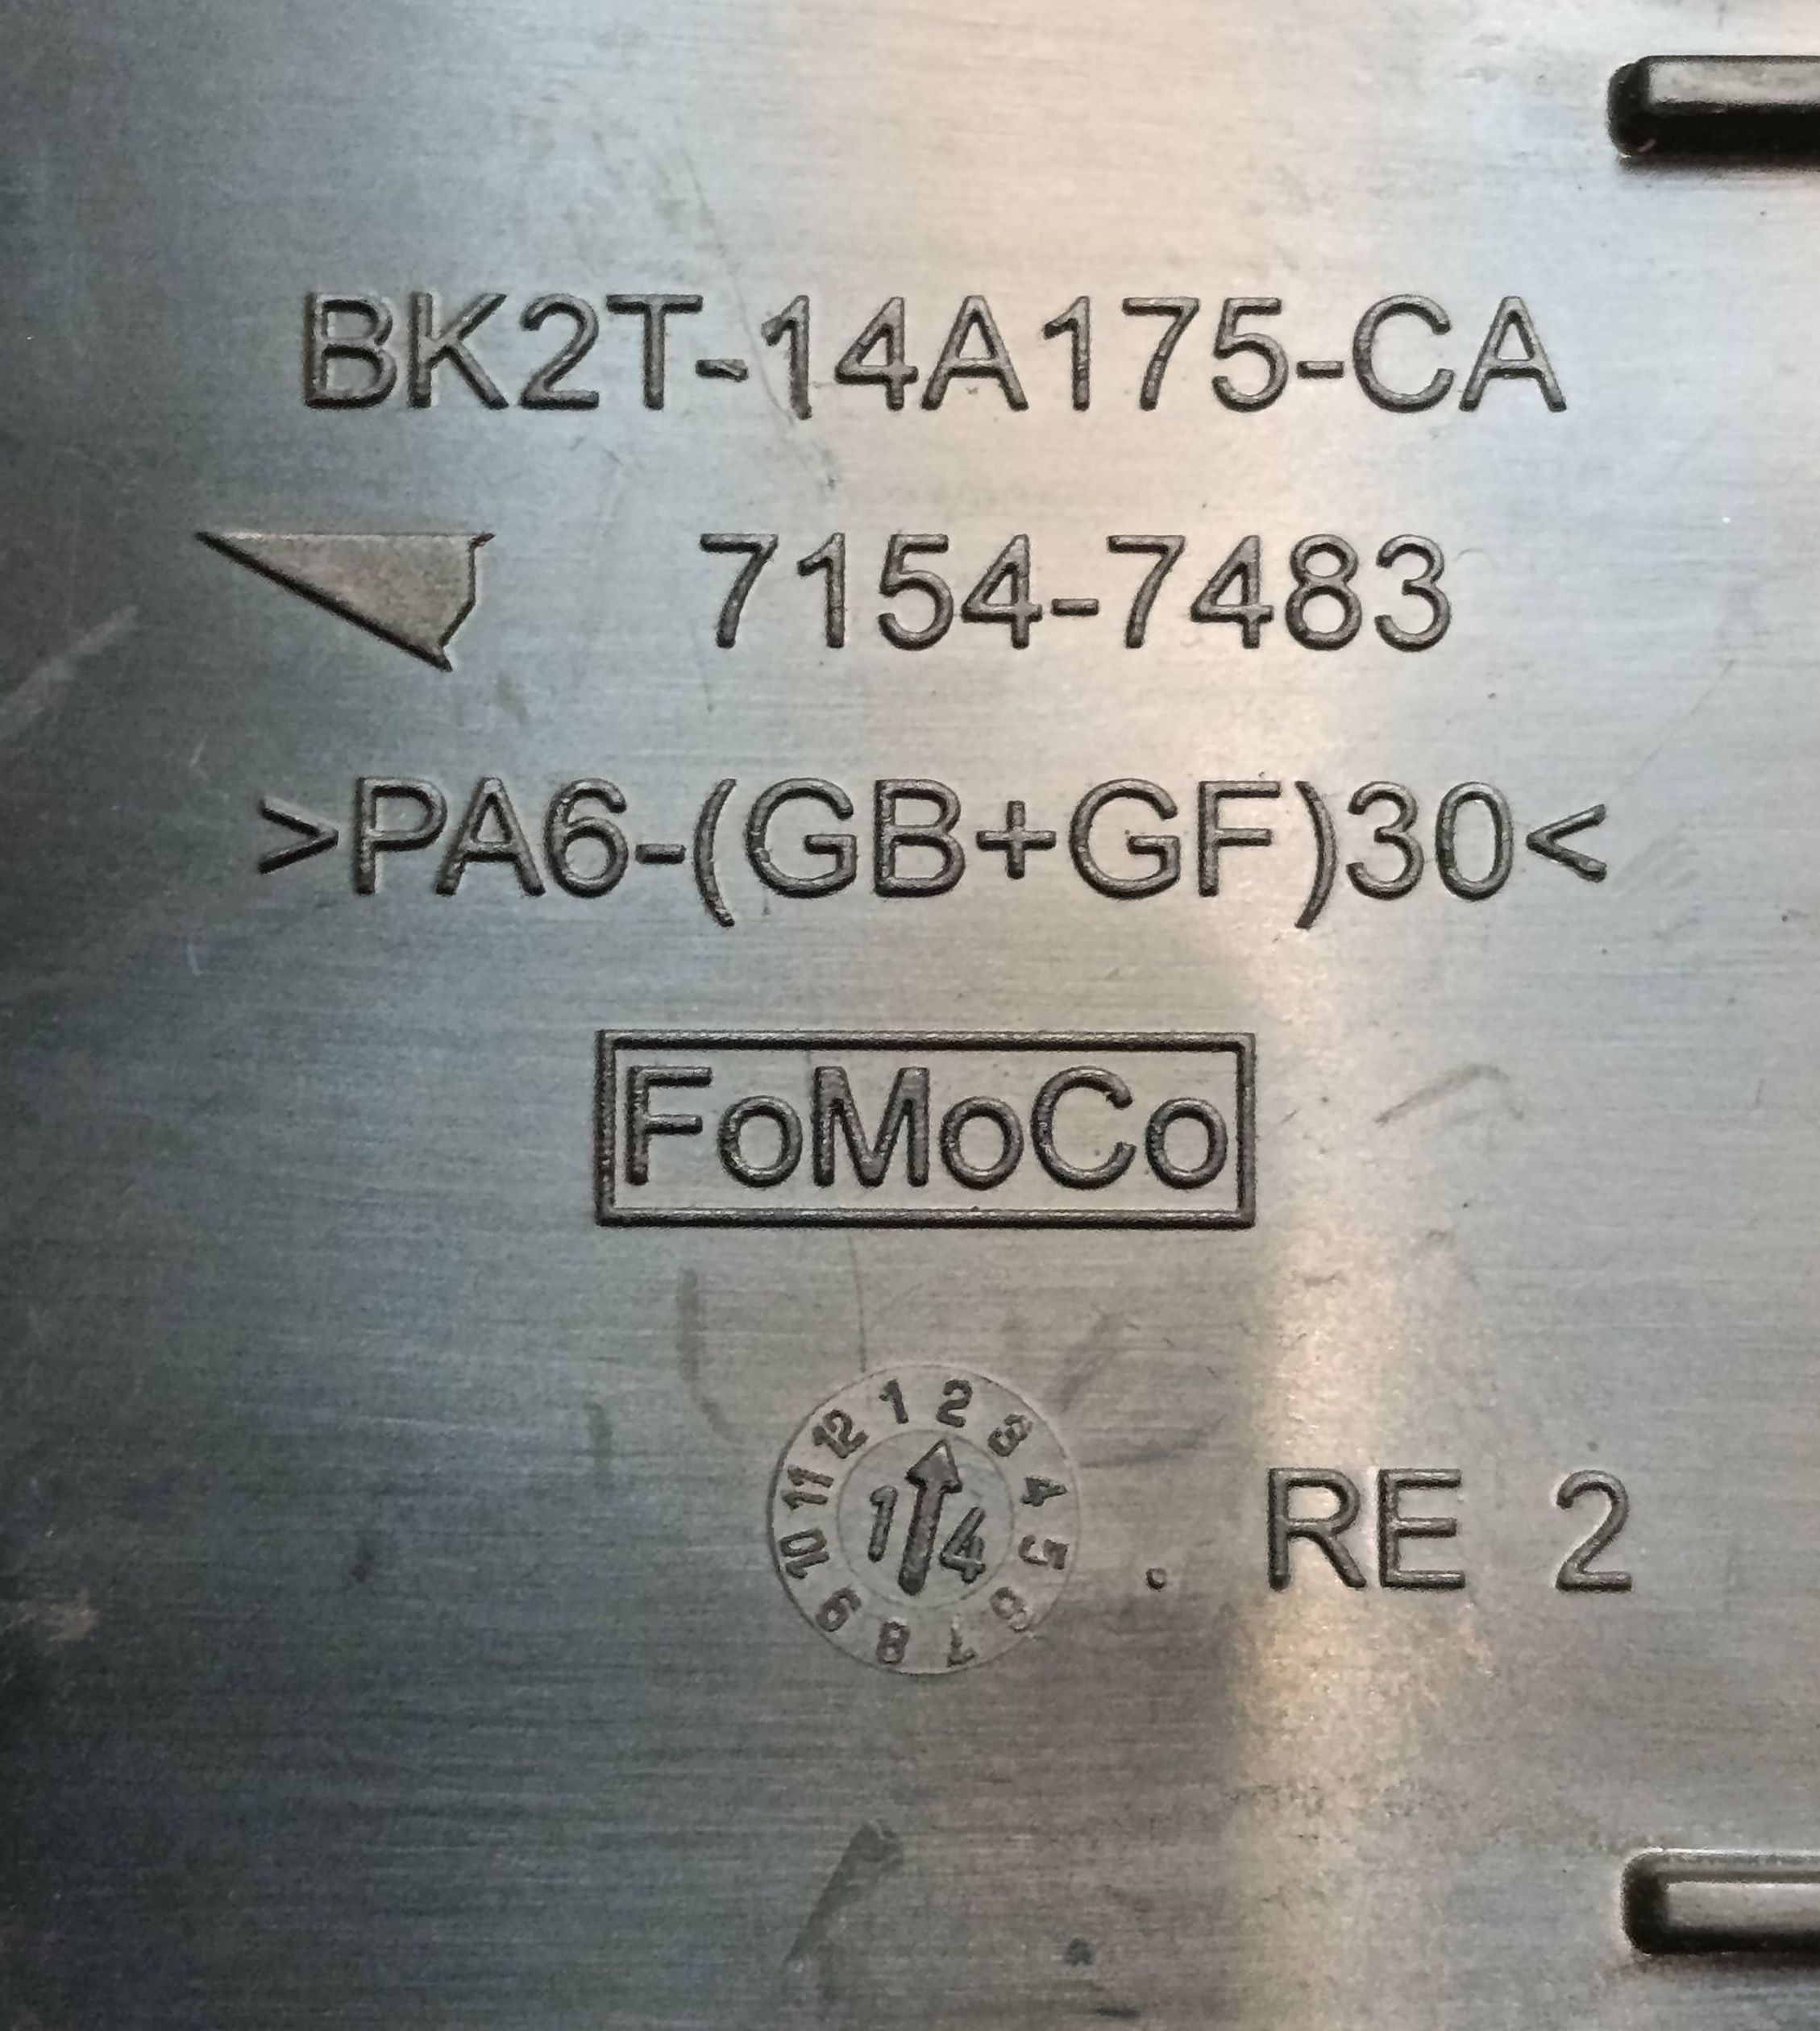 BK2T-14A175-CA
7154-7483
>PA6-(GB+GF)30<
FoMoCo
1 2 3 4 5 6 7 8 9 10 11 12
14
. RE 2